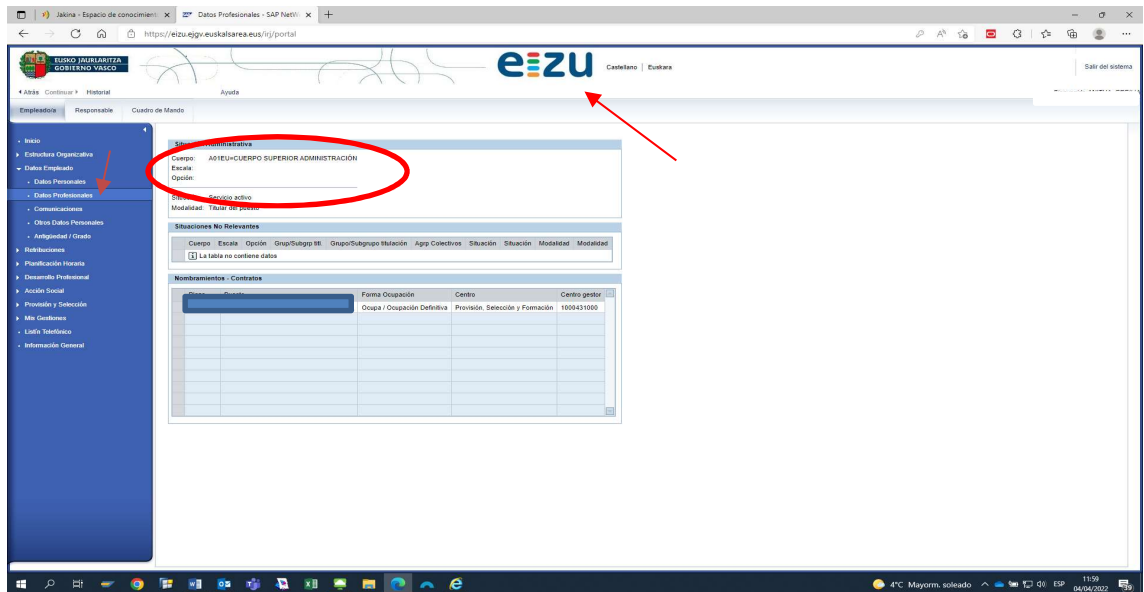 Jakina - Espacio de conocimient
Datos Profesionales - SAP NetW
https://eizu.ejgv.euskalsarea.eus/irj/portal
EUSKO JAURLARITZA
GOBIERNO VASCO
eizu
Castellano | Euskara
Salir del sistema
Atrás Continuar Historial Ayuda
Empleado/a Responsable Cuadro de Mando
Inicio
Estructura Organizativa
Datos Empleado
Datos Personales
Datos Profesionales
Comunicaciones
Otros Datos Personales
Antigüedad / Grado
Retribuciones
Planificación Horaria
Desarrollo Profesional
Acción Social
Provisión y Selección
Mis Gestiones
Listín Telefónico
Información General
Administrativa
Cuerpo: A01EU=CUERPO SUPERIOR ADMINISTRACIÓN
Escala:
Opción:
Servicio activo
Modalidad: Titular del puesto
Situaciones No Relevantes
Cuerpo Escala Opción Grup/Subgrp titl. Grupo/Subgrupo titulación Agrp Colectivos Situación Situación Modalidad Modalidad
La tabla no contiene datos
Nombramientos - Contratos
Forma Ocupación Centro Centro gestor
Ocupa / Ocupación Definitiva Provisión, Selección y Formación 1000431000
4°C Mayorm. soleado
ESP
11:59
04/04/2022
39